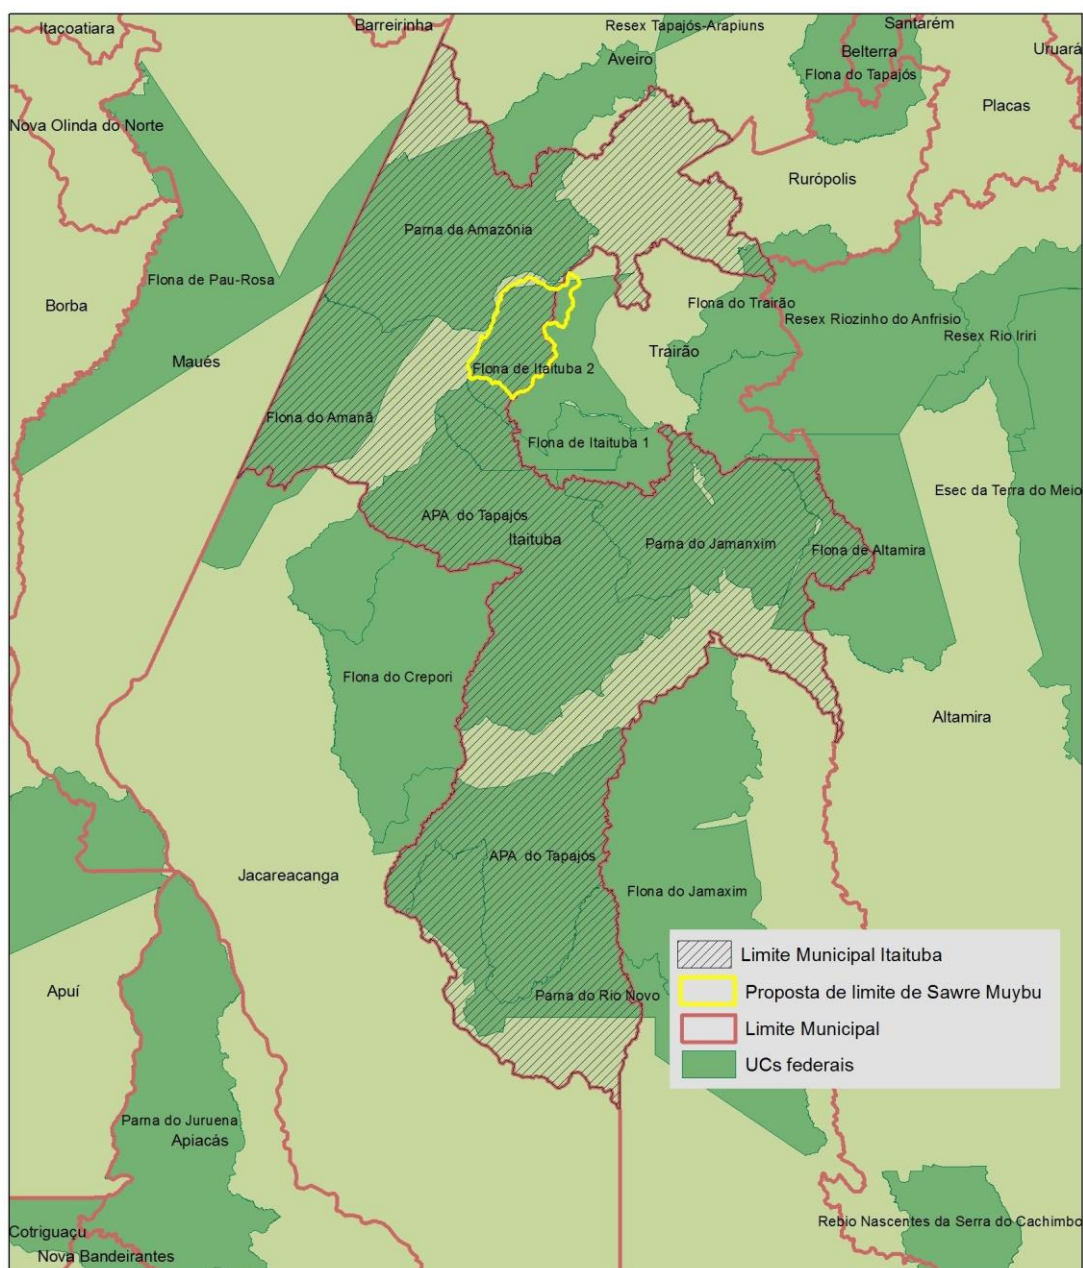 Itacoatiara
Barreirinha
Resex Tapajós-Arapiuns
Santarém
Aveiro
Belterra
Uruará
Flona do Tapajós
Placas
Nova Olinda do Norte
Rurópolis
Parna da Amazônia
Flona de Pau-Rosa
Borba
Flona do Trairão
Resex Riozinho do Anfrisio
Resex Rio Iriri
Maués
Trairão
Flona de Itaituba 2
Flona do Amanã
Flona de Itaituba 1
Esec da Terra do Meio
APA do Tapajós
Itaituba
Parna do Jamanxim
Flona de Altamira
Flona do Crepori
Altamira
APA do Tapajós
Jacareacanga
Flona do Jamaxim
Limite Municipal Itaituba
Apuí
Parna do Rio Novo
Proposta de limite de Sawre Muybu
Limite Municipal
UCs federais
Parna do Juruena
Apiacás
Rebio Nascentes da Serra do Cachimbo
Cotriguaçu
Nova Bandeirantes